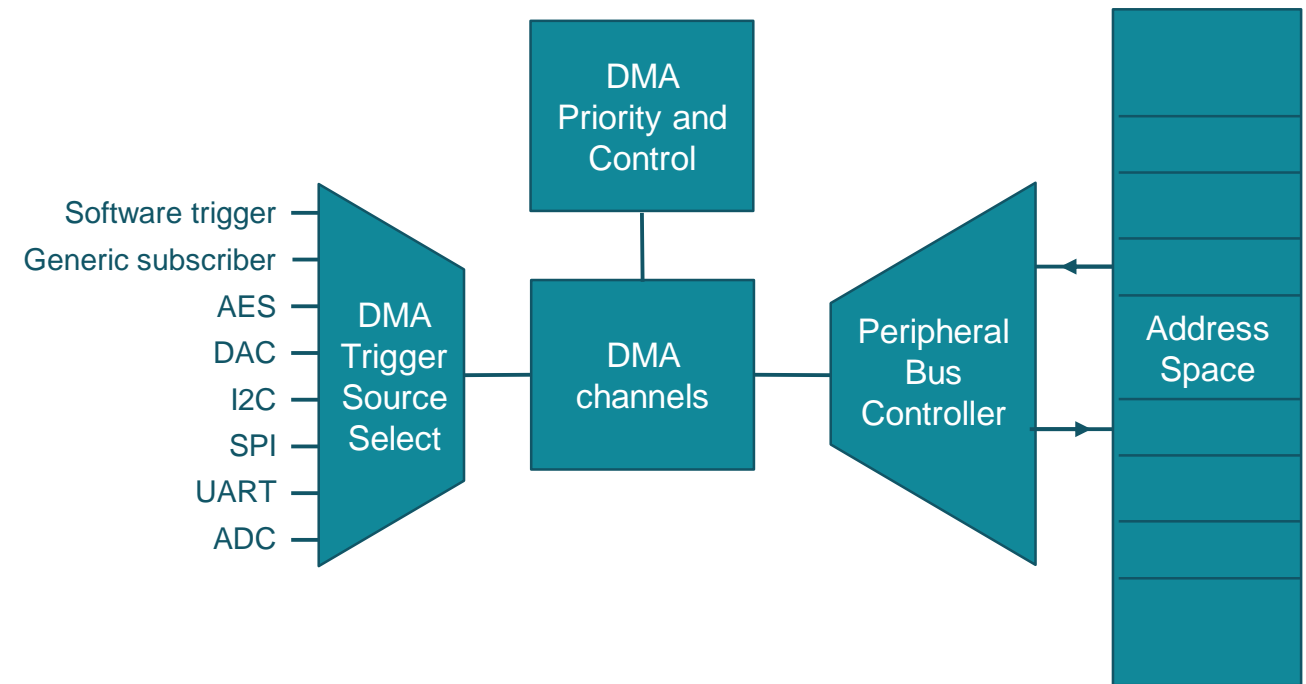 DMA
Priority and
Control
Software trigger
Generic subscriber
AES
DAC
I2C
SPI
UART
ADC
DMA
Trigger
Source
Select
DMA
channels
Peripheral
Bus
Controller
Address
Space